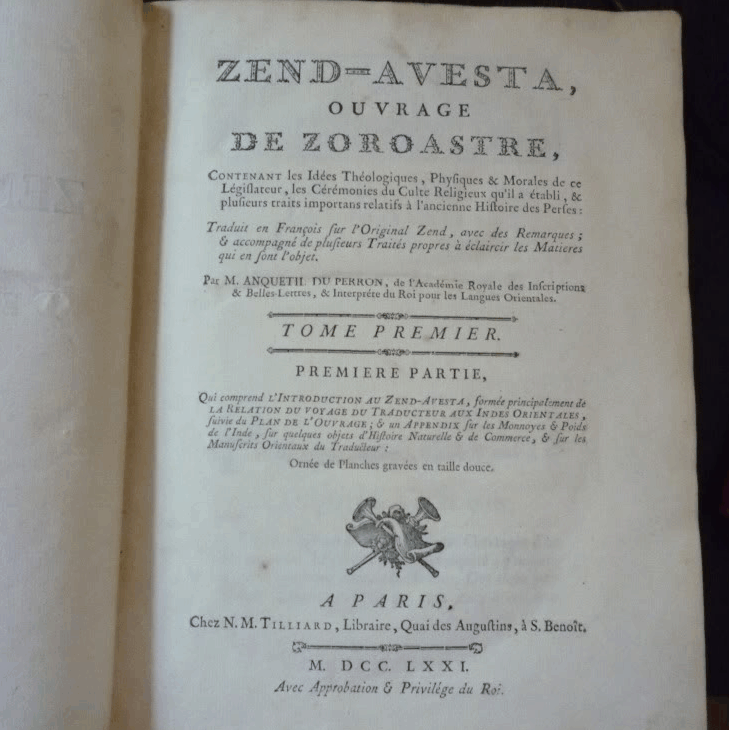 ZEND=AVESTA,
OUVRAGE
DE ZOROASTRE,
CONTENANT les Idées Théologiques, Phyſiques & Morales de ce
Légiſlateur, les Cérémonies du Culte Religieux qu'il a établi, &
pluſieurs traits importans relatifs à l'ancienne Hiſtoire des Perſes:
Traduit en François ſur l'Original Zend, avec des Remarques;
& accompagné de pluſieurs Traités propres à éclaircir les Matieres
qui en ſont l'objet.
Par M. ANQUETIL DU PERRON, de l'Académie Royale des Inſcriptions
& Belles-Lettres, & Interpréte du Roi pour les Langues Orientales.
TOME PREMIER.
PREMIERE PARTIE,
Qui comprend L'INTRODUCTION AU ZEND-AVESTA, formée principalement de
LA RELATION DU VOYAGE DU TRADUCTEUR AUX INDES ORIENTALES,
ſuivie du PLAN DE L'OUVRAGE; & un APPENDIX ſur les Monnoyes & Poids
de l'Inde, ſur quelques objets d'Hiſtoire Naturelle & de Commerce, & ſur les
Manuſcrits Orientaux du Traducteur:
Ornée de Planches gravées en taille douce.
A PARIS,
Chez N. M. TILLIARD, Libraire, Quai des Auguſtins, à S. Benoît.
M. DCC. LXXI.
Avec Approbation & Privilége du Roi.